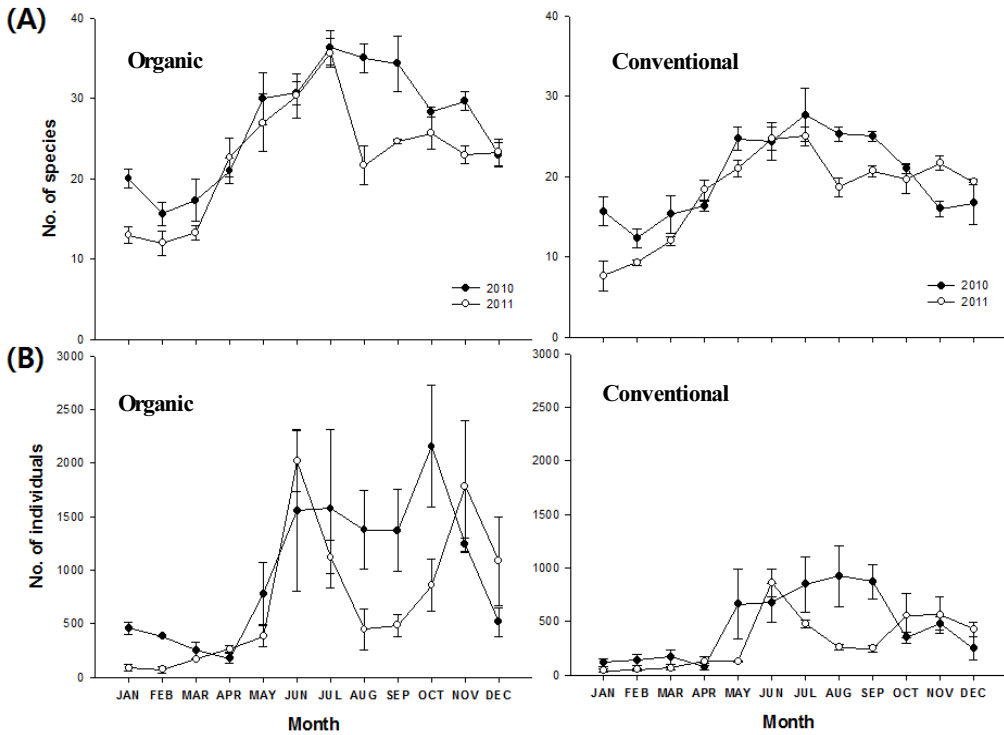 (A)
Organic
Conventional
No. of species
40
30
20
10
0
2010
2011
40
30
20
10
0
2010
2011
(B)
Organic
Conventional
No. of individuals
3000
2500
2000
1500
1000
500
0
3000
2500
2000
1500
1000
500
0
JAN FEB MAR APR MAY JUN JUL AUG SEP OCT NOV DEC
JAN FEB MAR APR MAY JUN JUL AUG SEP OCT NOV DEC
Month
Month